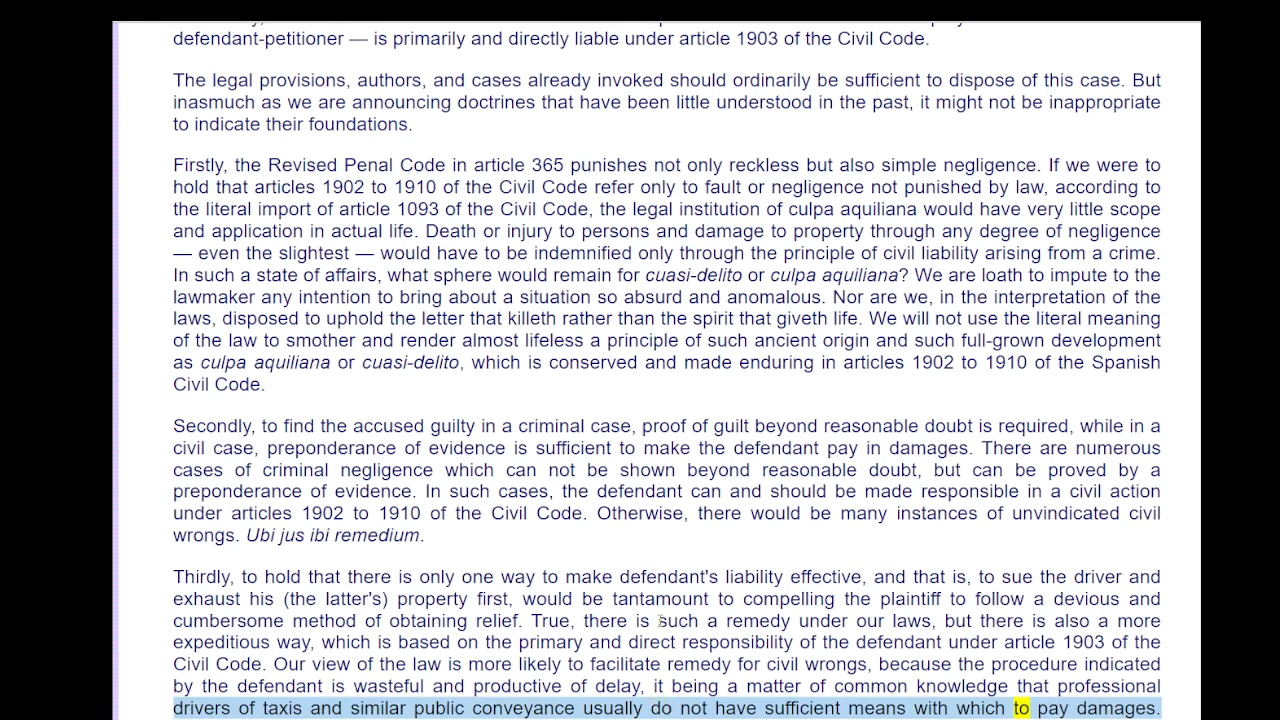 defendant-petitioner — is primarily and directly liable under article 1903 of the Civil Code.
The legal provisions, authors, and cases already invoked should ordinarily be sufficient to dispose of this case. But
inasmuch as we are announcing doctrines that have been little understood in the past, it might not be inappropriate
to indicate their foundations.
Firstly, the Revised Penal Code in article 365 punishes not only reckless but also simple negligence. If we were to
hold that articles 1902 to 1910 of the Civil Code refer only to fault or negligence not punished by law, according to
the literal import of article 1093 of the Civil Code, the legal institution of culpa aquiliana would have very little scope
and application in actual life. Death or injury to persons and damage to property through any degree of negligence
— even the slightest — would have to be indemnified only through the principle of civil liability arising from a crime.
In such a state of affairs, what sphere would remain for cuasi-delito or culpa aquiliana? We are loath to impute to the
lawmaker any intention to bring about a situation so absurd and anomalous. Nor are we, in the interpretation of the
laws, disposed to uphold the letter that killeth rather than the spirit that giveth life. We will not use the literal meaning
of the law to smother and render almost lifeless a principle of such ancient origin and such full-grown development
as culpa aquiliana or cuasi-delito, which is conserved and made enduring in articles 1902 to 1910 of the Spanish
Civil Code.
Secondly, to find the accused guilty in a criminal case, proof of guilt beyond reasonable doubt is required, while in a
civil case, preponderance of evidence is sufficient to make the defendant pay in damages. There are numerous
cases of criminal negligence which can not be shown beyond reasonable doubt, but can be proved by a
preponderance of evidence. In such cases, the defendant can and should be made responsible in a civil action
under articles 1902 to 1910 of the Civil Code. Otherwise, there would be many instances of unvindicated civil
wrongs. Ubi jus ibi remedium.
Thirdly, to hold that there is only one way to make defendant's liability effective, and that is, to sue the driver and
exhaust his (the latter's) property first, would be tantamount to compelling the plaintiff to follow a devious and
cumbersome method of obtaining relief. True, there is such a remedy under our laws, but there is also a more
expeditious way, which is based on the primary and direct responsibility of the defendant under article 1903 of the
Civil Code. Our view of the law is more likely to facilitate remedy for civil wrongs, because the procedure indicated
by the defendant is wasteful and productive of delay, it being a matter of common knowledge that professional
drivers of taxis and similar public conveyance usually do not have sufficient means with which to pay damages.